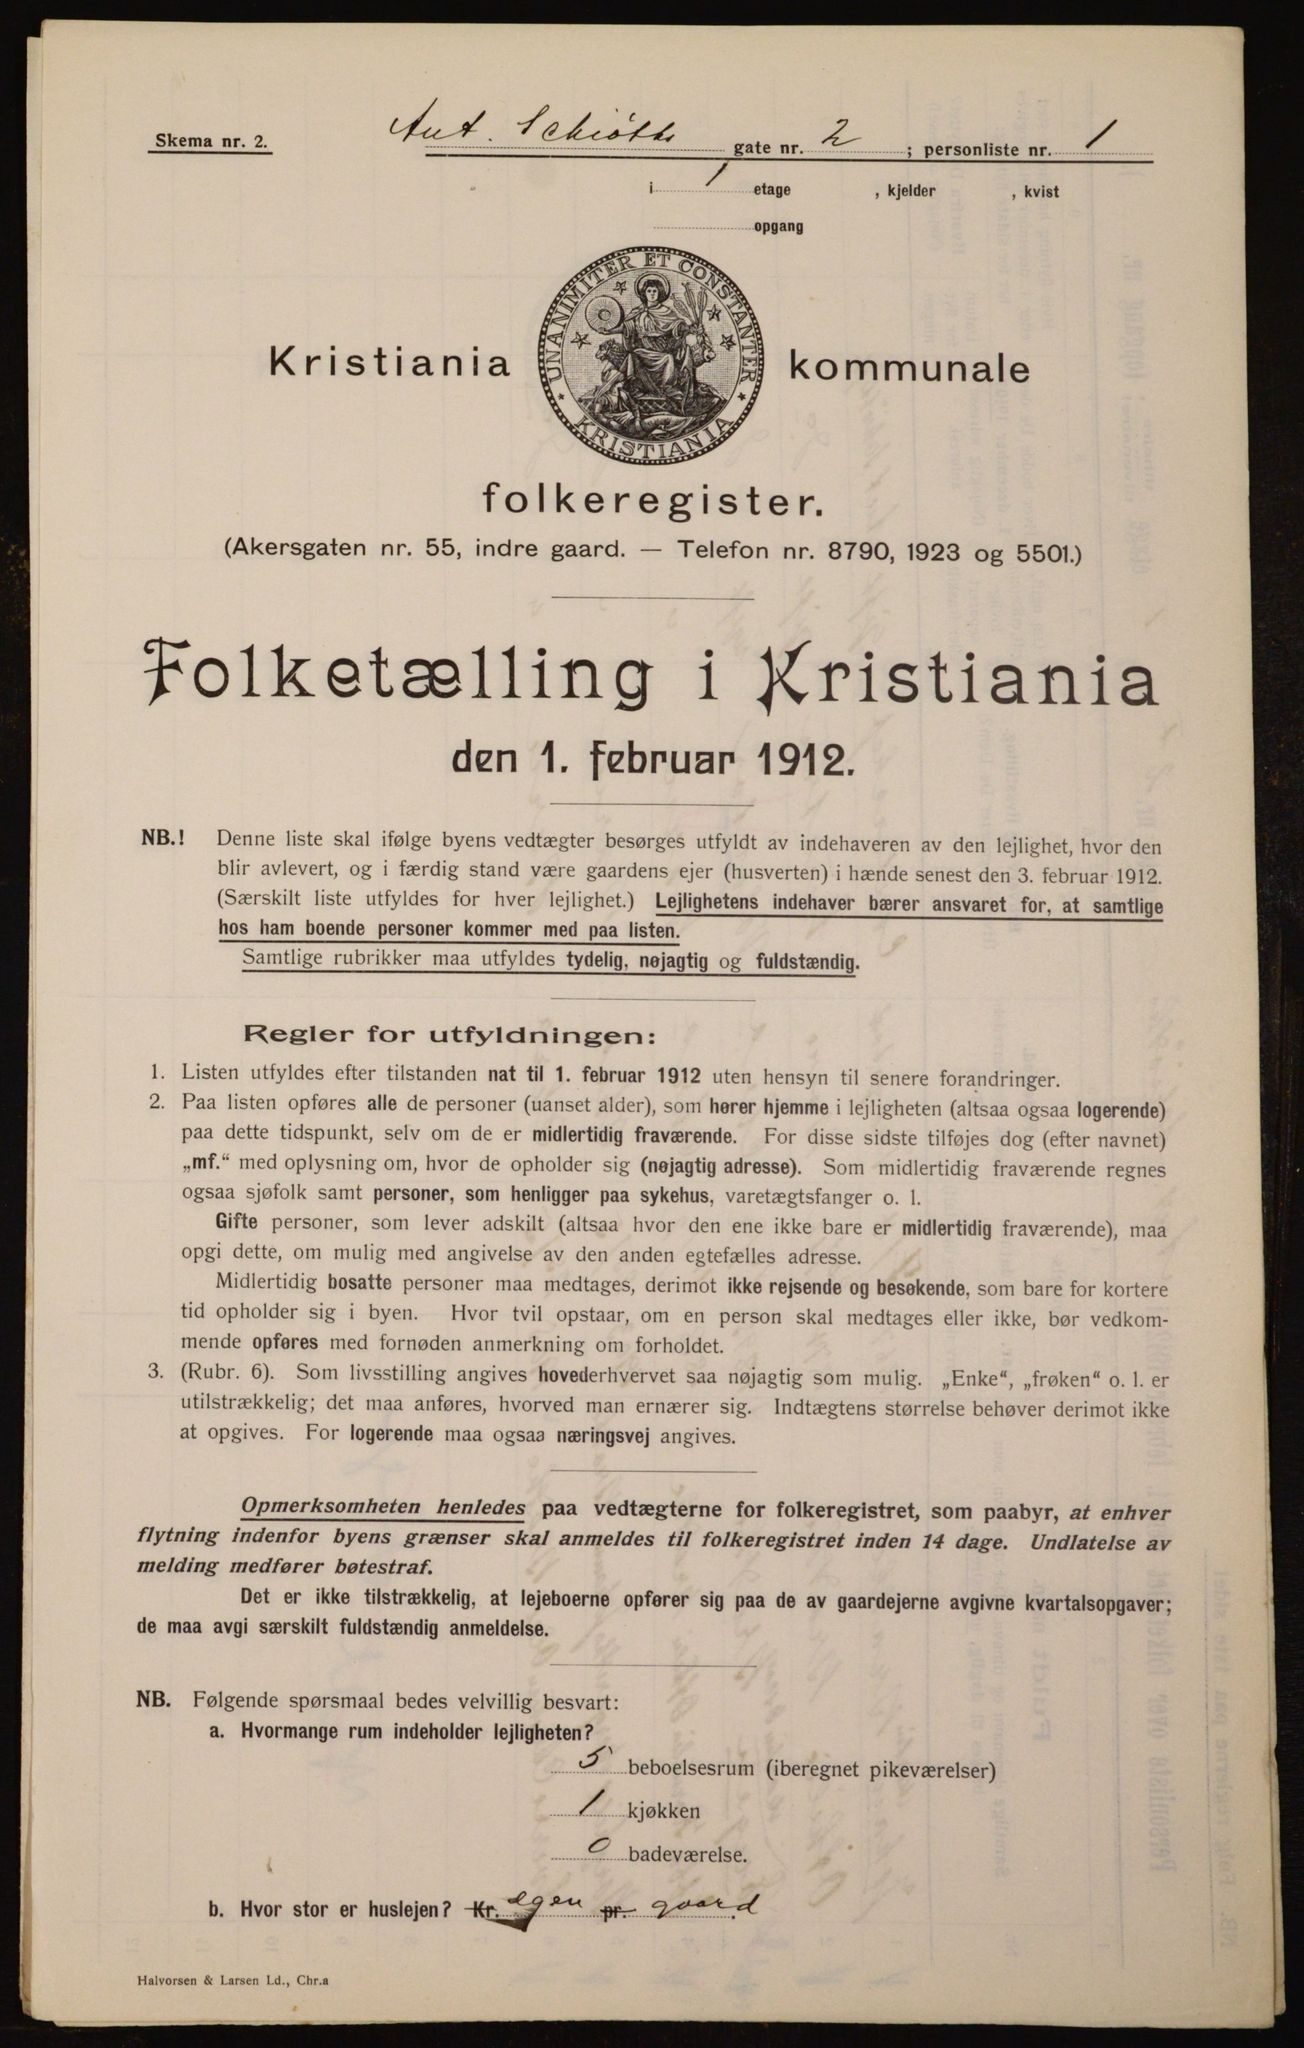 Skema nr. 2.
Ant. Schiøtts gate nr. 2 ; personliste nr. 1
i 1 etage , kjelder , kvist
opgang
UNANIMITER ET CONSTANTER
KRISTIANIA
Kristiania kommunale
folkeregister.
(Akersgaten nr. 55, indre gaard. — Telefon nr. 8790, 1923 og 5501.)
Folketælling i Kristiania
den 1. februar 1912.
NB.! Denne liste skal ifølge byens vedtægter besørges utfyldt av indehaveren av den lejlighet, hvor den
blir avlevert, og i færdig stand være gaardens ejer (husverten) i hænde senest den 3. februar 1912.
(Særskilt liste utfyldes for hver lejlighet.) Lejlighetens indehaver bærer ansvaret for, at samtlige
hos ham boende personer kommer med paa listen.
Samtlige rubrikker maa utfyldes tydelig, nøjagtig og fuldstændig.
Regler for utfyldningen:
1. Listen utfyldes efter tilstanden nat til 1. februar 1912 uten hensyn til senere forandringer.
2. Paa listen opføres alle de personer (uanset alder), som hører hjemme i lejligheten (altsaa ogsaa logerende)
paa dette tidspunkt, selv om de er midlertidig fraværende. For disse sidste tilføjes dog (efter navnet)
„mf.“ med oplysning om, hvor de opholder sig (nøjagtig adresse). Som midlertidig fraværende regnes
ogsaa sjøfolk samt personer, som henligger paa sykehus, varetægtsfanger o. l.
Gifte personer, som lever adskilt (altsaa hvor den ene ikke bare er midlertidig fraværende), maa
opgi dette, om mulig med angivelse av den anden egtefælles adresse.
Midlertidig bosatte personer maa medtages, derimot ikke rejsende og besøkende, som bare for kortere
tid opholder sig i byen. Hvor tvil opstaar, om en person skal medtages eller ikke, bør vedkom-
mende opføres med fornøden anmerkning om forholdet.
3. (Rubr. 6). Som livsstilling angives hovederhvervet saa nøjagtig som mulig. „Enke“, „frøken“ o. l. er
utilstrækkelig; det maa anføres, hvorved man ernærer sig. Indtægtens størrelse behøver derimot ikke
at opgives. For logerende maa ogsaa næringsvej angives.
Opmerksomheten henledes paa vedtægterne for folkeregistret, som paabyr, at enhver
flytning indenfor byens grænser skal anmeldes til folkeregistret inden 14 dage. Undlatelse av
melding medfører bøtestraf.
Det er ikke tilstrækkelig, at lejeboerne opfører sig paa de av gaardejerne avgivne kvartalsopgaver;
de maa avgi særskilt fuldstændig anmeldelse.
NB. Følgende spørsmaal bedes velvillig besvart:
a. Hvormange rum indeholder lejligheten?
5 beboelsesrum (iberegnet pikeværelser)
1 kjøkken
0 badeværelse.
b. Hvor stor er huslejen? Kr. egen pr. gaard
Halvorsen & Larsen Ld., Chr.a